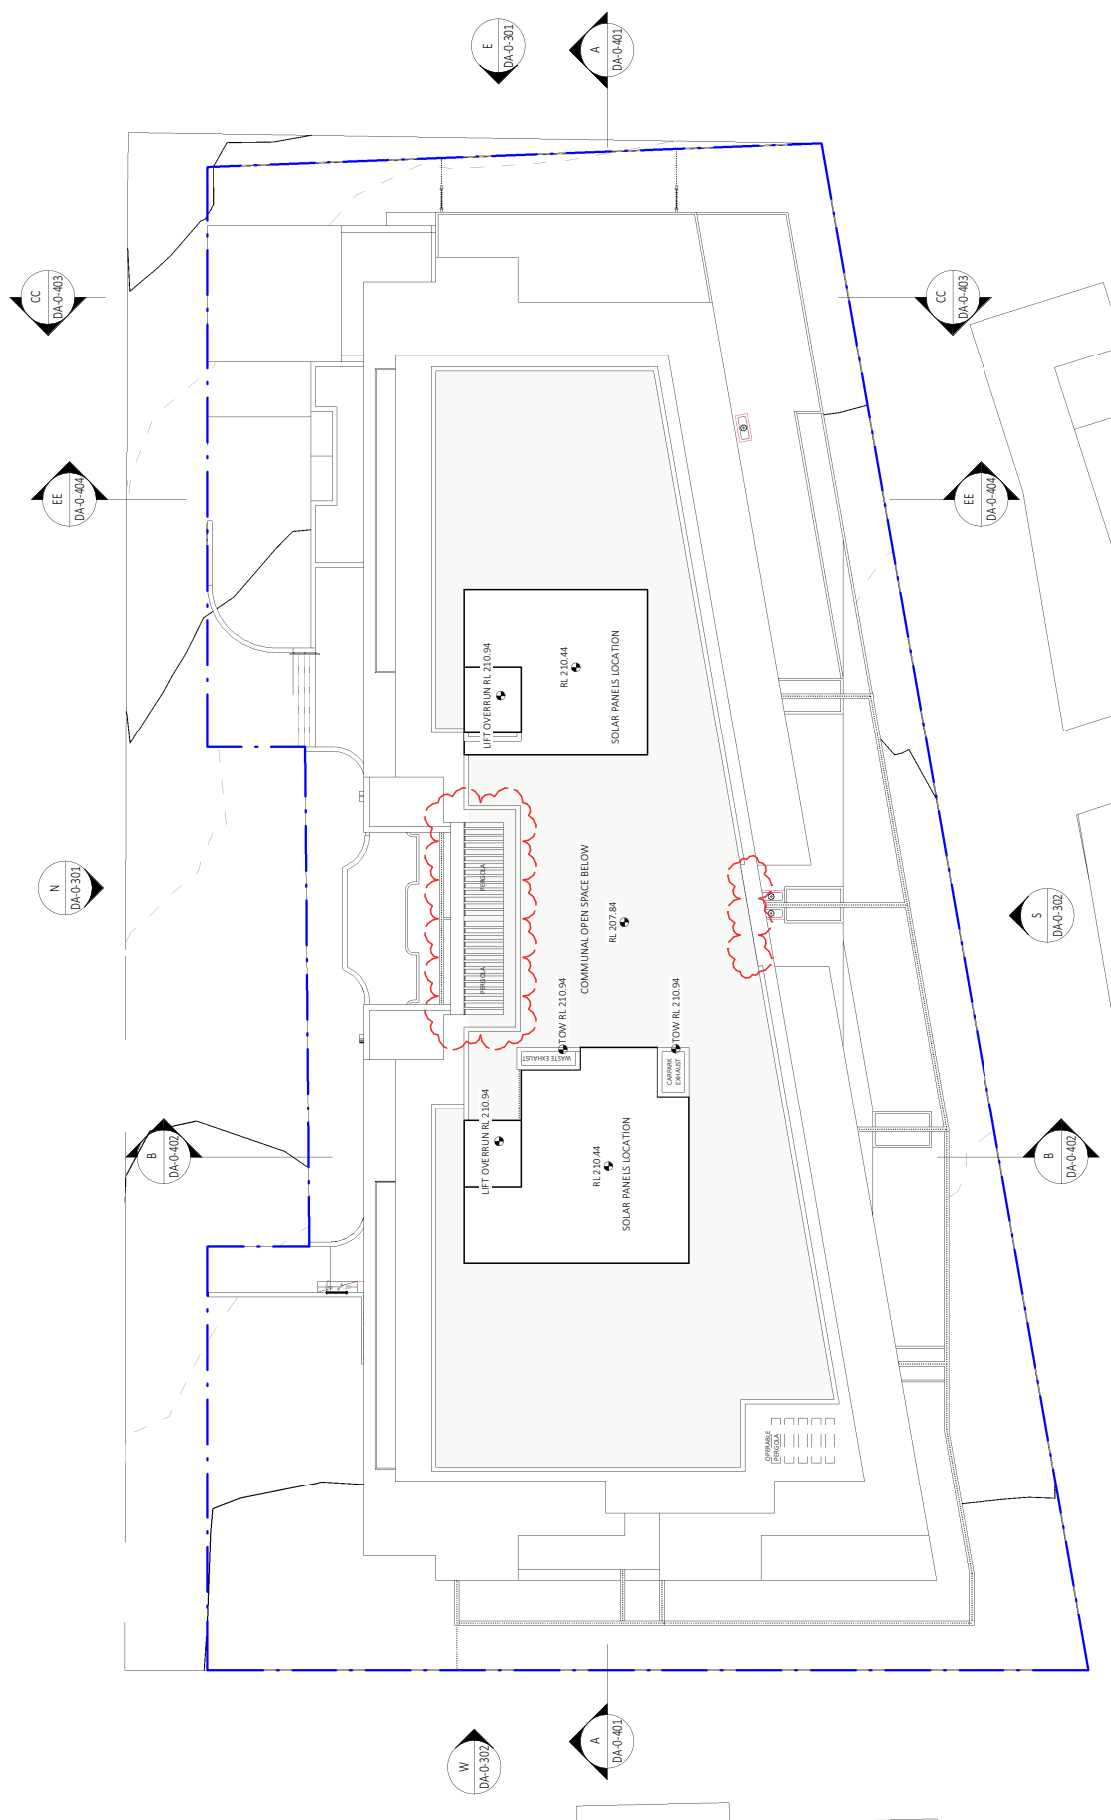 E
DA-0-301
A
DA-0-401
CC
DA-0-403
CC
DA-0-403
EE
DA-0-404
EE
DA-0-404
LIFT OVERRUN RL 210.94
RL 210.44
SOLAR PANELS LOCATION
N
DA-0-301
PERGOLA
PERGOLA
COMMUNAL OPEN SPACE BELOW
RL 207.84
S
DA-0-302
TOW RL 210.94
WASTE EXHAUST
TOW RL 210.94
CARPARK
EXHAUST
B
DA-0-402
LIFT OVERRUN RL 210.94
RL 210.44
SOLAR PANELS LOCATION
B
DA-0-402
OPERABLE
PERGOLA
W
DA-0-302
A
DA-0-401